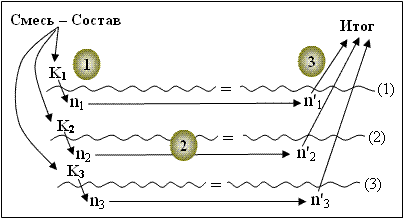 Смесь – Состав
Итог
1
3
K₁
= (1)
n₁ n'₁
K₂
= (2)
2
n₂ n'₂
K₃
= (3)
n₃ n'₃